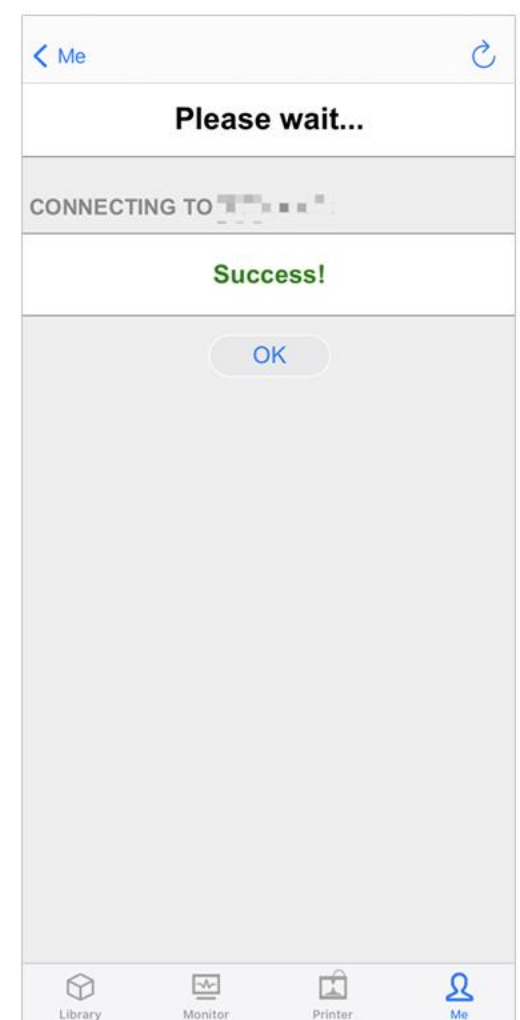 Me
Please wait...
CONNECTING TO
Success!
OK
Library Monitor Printer Me